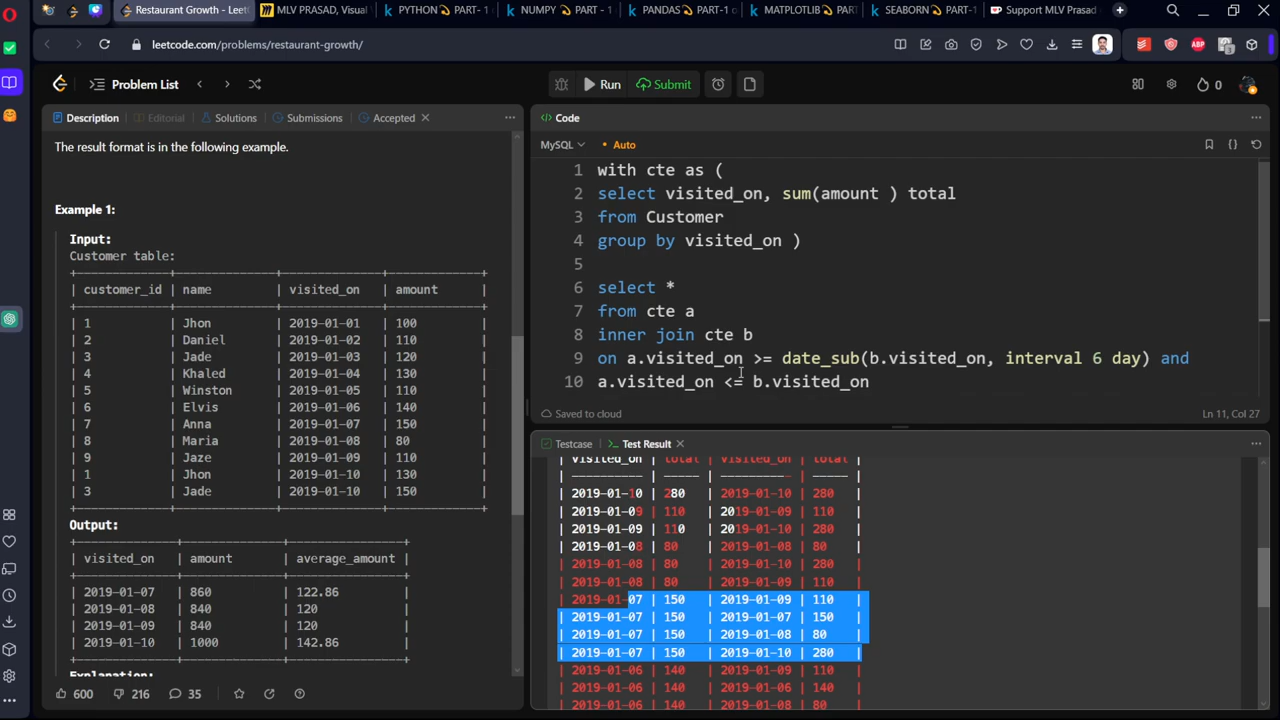 Restaurant Growth - Leet
MLV PRASAD, Visual
PYTHON PART- 1
NUMPY PART - 1
PANDAS PART-1 o
MATPLOTLIB PAR
SEABORN PART-
Support MLV Prasad
leetcode.com/problems/restaurant-growth/
ABP
Problem List
Run
Submit
0
Description
Editorial
Solutions
Submissions
Accepted
The result format is in the following example.
Example 1:
Input:
Customer table:
+-------------+--------------+--------------+-------------+
| customer_id | name | visited_on | amount |
+-------------+--------------+--------------+-------------+
| 1 | Jhon | 2019-01-01 | 100 |
| 2 | Daniel | 2019-01-02 | 110 |
| 3 | Jade | 2019-01-03 | 120 |
| 4 | Khaled | 2019-01-04 | 130 |
| 5 | Winston | 2019-01-05 | 110 |
| 6 | Elvis | 2019-01-06 | 140 |
| 7 | Anna | 2019-01-07 | 150 |
| 8 | Maria | 2019-01-08 | 80 |
| 9 | Jaze | 2019-01-09 | 110 |
| 1 | Jhon | 2019-01-10 | 130 |
| 3 | Jade | 2019-01-10 | 150 |
+-------------+--------------+--------------+-------------+
Output:
+--------------+--------------+----------------+
| visited_on | amount | average_amount |
+--------------+--------------+----------------+
| 2019-01-07 | 860 | 122.86 |
| 2019-01-08 | 840 | 120 |
| 2019-01-09 | 840 | 120 |
| 2019-01-10 | 1000 | 142.86 |
+--------------+--------------+----------------+
Explanation:
600
216
35
</> Code
MySQL
Auto
1 with cte as (
2 select visited_on, sum(amount ) total
3 from Customer
4 group by visited_on )
5
6 select *
7 from cte a
8 inner join cte b
9 on a.visited_on >= date_sub(b.visited_on, interval 6 day) and
10 a.visited_on <= b.visited_on
Saved to cloud
Ln 11, Col 27
Testcase
Test Result
| visited_on | total | visited_on | total |
| ---------- | ----- | ---------- | ----- |
| 2019-01-10 | 280 | 2019-01-10 | 280 |
| 2019-01-09 | 110 | 2019-01-09 | 110 |
| 2019-01-09 | 110 | 2019-01-10 | 280 |
| 2019-01-08 | 80 | 2019-01-08 | 80 |
| 2019-01-08 | 80 | 2019-01-10 | 280 |
| 2019-01-08 | 80 | 2019-01-09 | 110 |
| 2019-01-07 | 150 | 2019-01-09 | 110 |
| 2019-01-07 | 150 | 2019-01-07 | 150 |
| 2019-01-07 | 150 | 2019-01-08 | 80 |
| 2019-01-07 | 150 | 2019-01-10 | 280 |
| 2019-01-06 | 140 | 2019-01-09 | 110 |
| 2019-01-06 | 140 | 2019-01-06 | 140 |
| 2019-01-06 | 140 | 2019-01-08 | 80 |